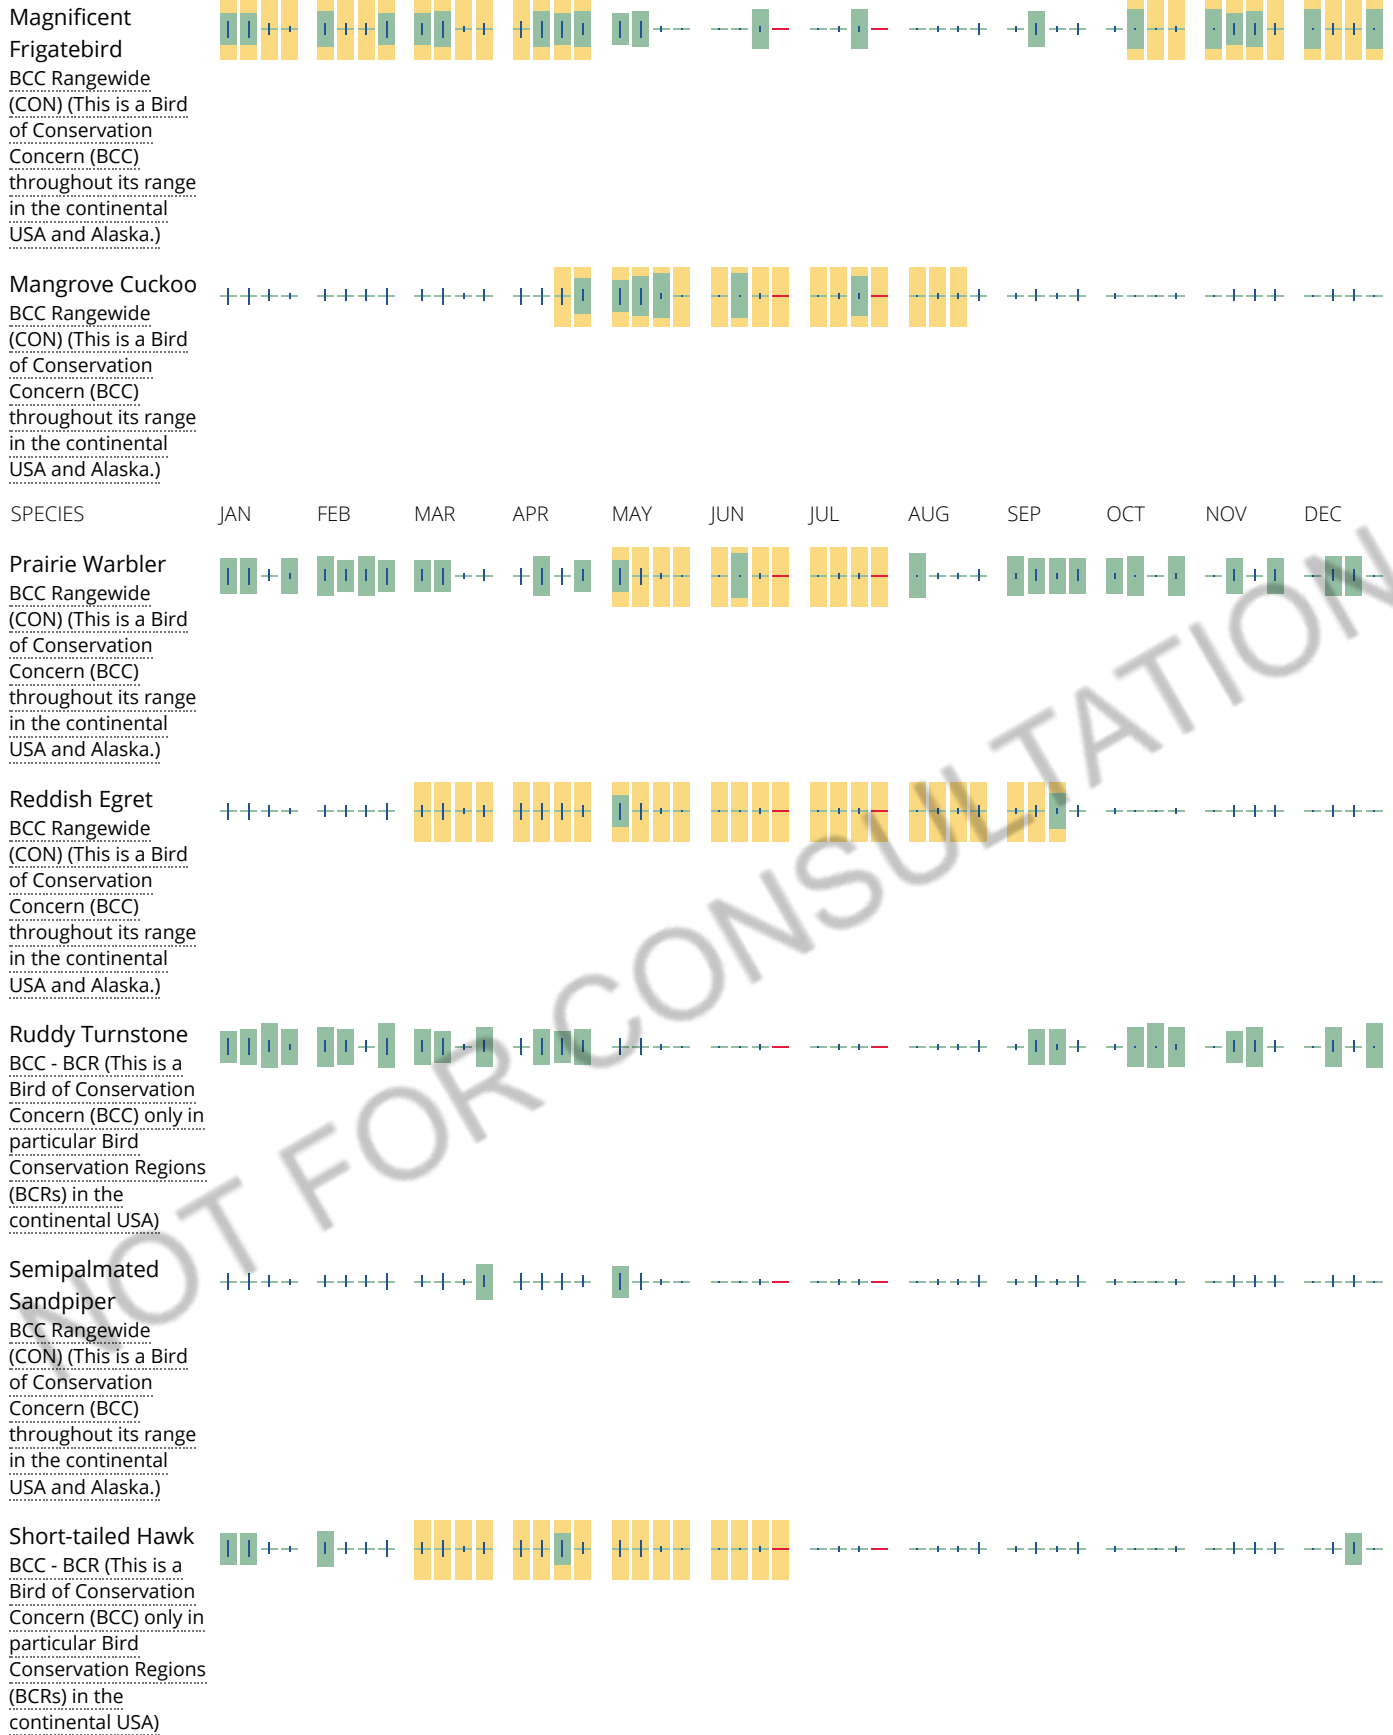 Magnificent
Frigatebird
BCC Rangewide
(CON) (This is a Bird
of Conservation
Concern (BCC)
throughout its range
in the continental
USA and Alaska.)
Mangrove Cuckoo
BCC Rangewide
(CON) (This is a Bird
of Conservation
Concern (BCC)
throughout its range
in the continental
USA and Alaska.)
SPECIES JAN FEB MAR APR MAY JUN JUL AUG SEP OCT NOV DEC
Prairie Warbler
BCC Rangewide
(CON) (This is a Bird
of Conservation
Concern (BCC)
throughout its range
in the continental
USA and Alaska.)
Reddish Egret
BCC Rangewide
(CON) (This is a Bird
of Conservation
Concern (BCC)
throughout its range
in the continental
USA and Alaska.)
Ruddy Turnstone
BCC - BCR (This is a
Bird of Conservation
Concern (BCC) only in
particular Bird
Conservation Regions
(BCRs) in the
continental USA)
Semipalmated
Sandpiper
BCC Rangewide
(CON) (This is a Bird
of Conservation
Concern (BCC)
throughout its range
in the continental
USA and Alaska.)
Short-tailed Hawk
BCC - BCR (This is a
Bird of Conservation
Concern (BCC) only in
particular Bird
Conservation Regions
(BCRs) in the
continental USA)
NOT FOR CONSULTATION